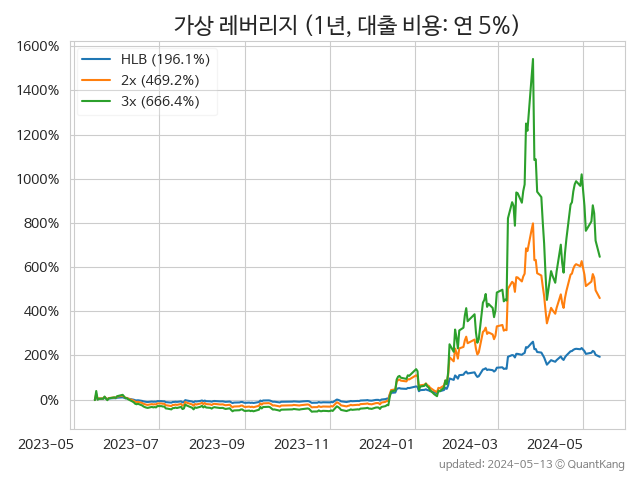 가상 레버리지 (1년, 대출 비용: 연 5%)
1600%
1400%
1200%
1000%
800%
600%
400%
200%
0%
HLB (196.1%)
2x (469.2%)
3x (666.4%)
2023-05 2023-07 2023-09 2023-11 2024-01 2024-03 2024-05
updated: 2024-05-13 © QuantKang